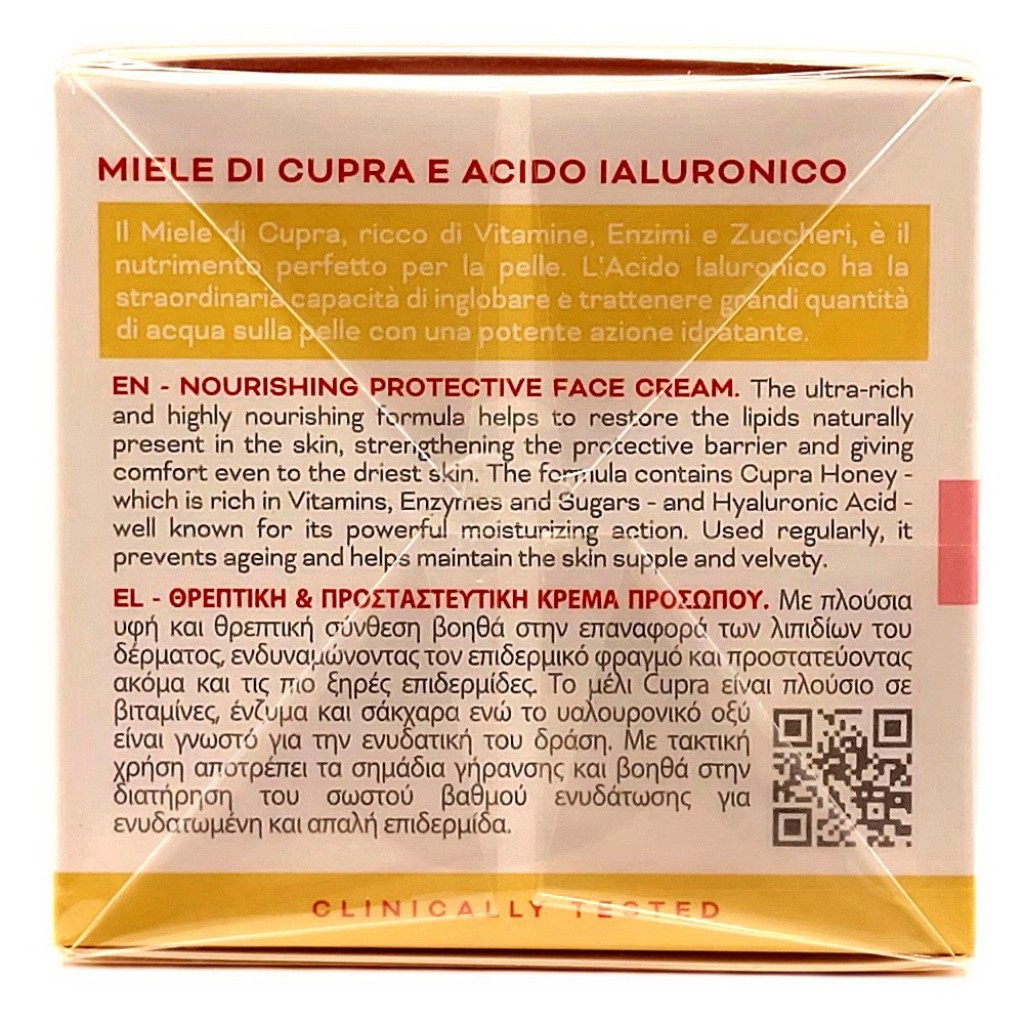 MIELE DI CUPRA E ACIDO IALURONICO
Il Miele di Cupra, ricco di Vitamine, Enzimi e Zuccheri, è il
nutrimento perfetto per la pelle. L'Acido Ialuronico ha la
straordinaria capacità di inglobare e trattenere grandi quantità
di acqua sulla pelle con una potente azione idratante.
EN - NOURISHING PROTECTIVE FACE CREAM. The ultra-rich
and highly nourishing formula helps to restore the lipids naturally
present in the skin, strengthening the protective barrier and giving
comfort even to the driest skin. The formula contains Cupra Honey -
which is rich in Vitamins, Enzymes and Sugars - and Hyaluronic Acid -
well known for its powerful moisturizing action. Used regularly, it
prevents ageing and helps maintain the skin supple and velvety.
EL - ΘΡΕΠΤΙΚΗ & ΠΡΟΣΤΑΣΤΕΥΤΙΚΗ ΚΡΕΜΑ ΠΡΟΣΩΠΟΥ. Με πλούσια
υφή και θρεπτική σύνθεση βοηθά στην επαναφορά των λιπιδίων του
δέρματος, ενδυναμώνοντας τον επιδερμικό φραγμό και προστατεύοντας
ακόμα και τις πιο ξηρές επιδερμίδες. Το μέλι Cupra είναι πλούσιο σε
βιταμίνες, ένζυμα και σάκχαρα ενώ το υαλουρονικό οξύ
είναι γνωστό για την ενυδατική του δράση. Με τακτική
χρήση αποτρέπει τα σημάδια γήρανσης και βοηθά στην
διατήρηση του σωστού βαθμού ενυδάτωσης για
ενυδατωμένη και απαλή επιδερμίδα.
CLINICALLY TESTED